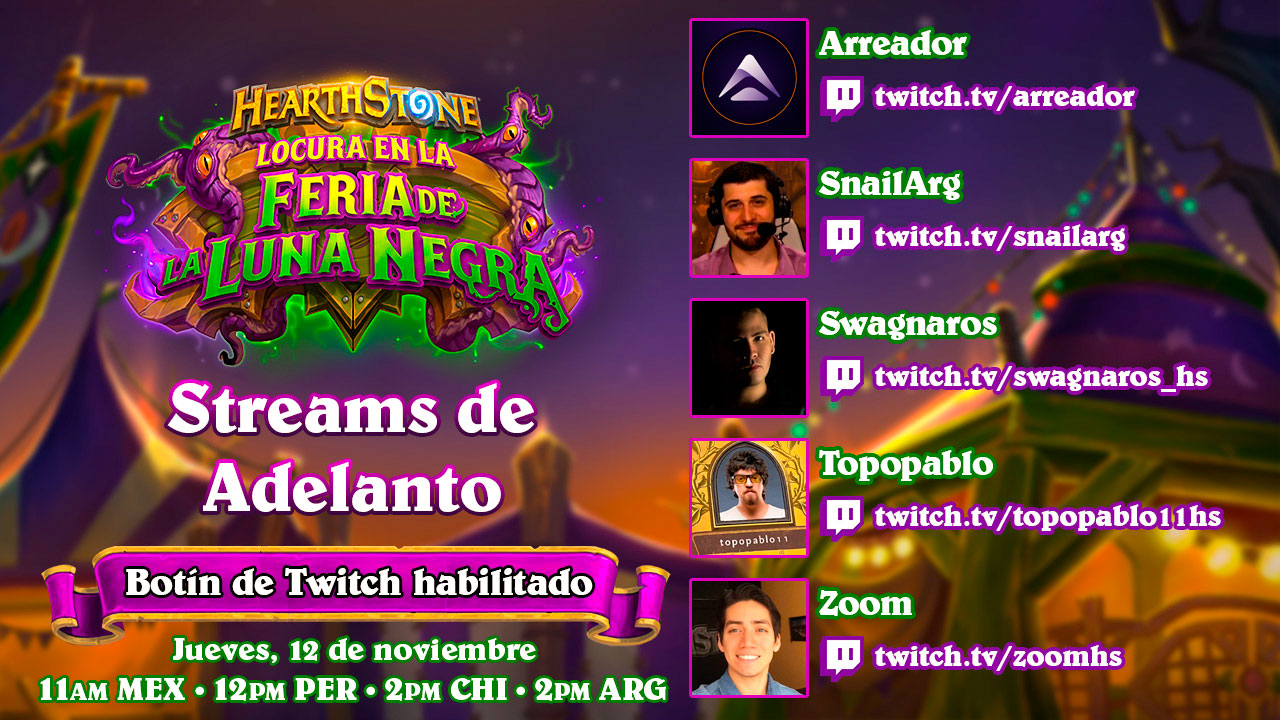 HEARTHSTONE
LOCURA EN LA
FERIA DE
LA LUNA NEGRA™
Streams de
Adelanto
Botín de Twitch habilitado
Jueves, 12 de noviembre
11AM MEX • 12PM PER • 2PM CHI • 2PM ARG
Arreador
twitch.tv/arreador
SnailArg
twitch.tv/snailarg
Swagnaros
twitch.tv/swagnaros_hs
topopablo11
Topopablo
twitch.tv/topopablo11hs
Zoom
twitch.tv/zoomhs